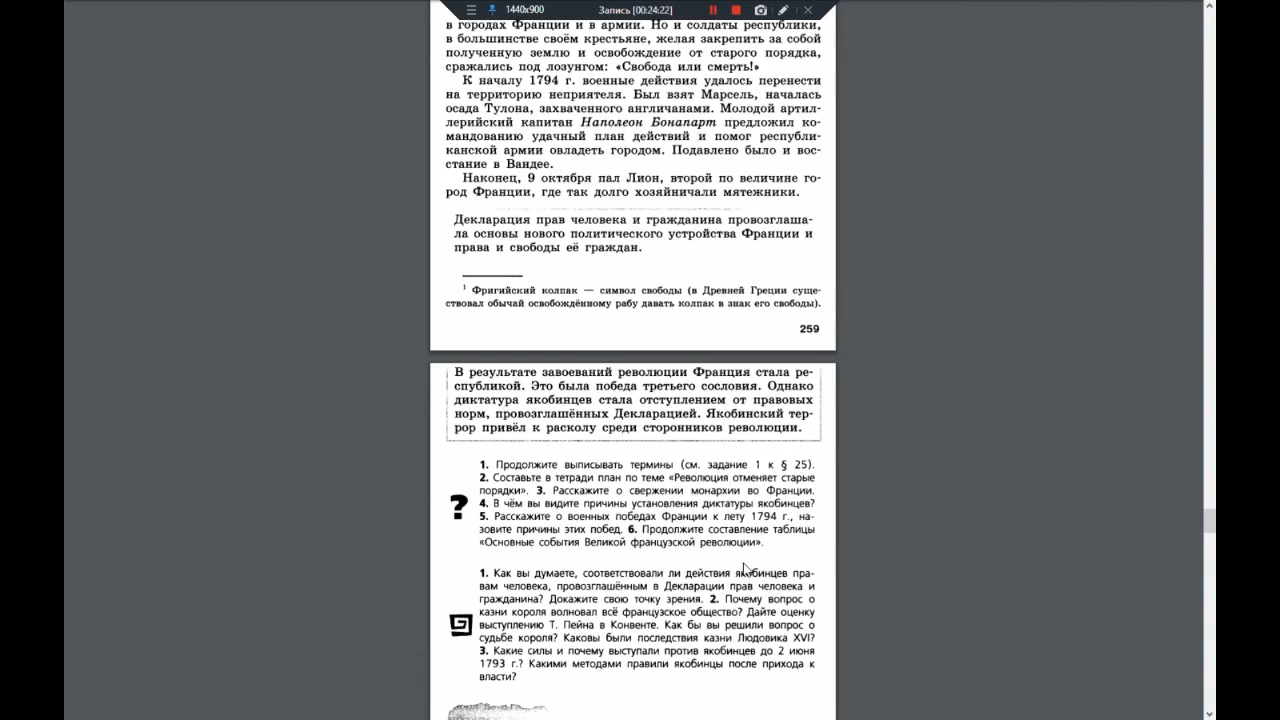 1440x900
Запись [00:24:22]
в городах Франции и в армии. Но и солдаты республики,
в большинстве своём крестьяне, желая закрепить за собой
полученную землю и освобождение от старого порядка,
сражались под лозунгом: «Свобода или смерть!»
К началу 1794 г. военные действия удалось перенести
на территорию неприятеля. Был взят Марсель, началась
осада Тулона, захваченного англичанами. Молодой артил-
лерийский капитан Наполеон Бонапарт предложил ко-
мандованию удачный план действий и помог республи-
канской армии овладеть городом. Подавлено было и вос-
стание в Вандее.
Наконец, 9 октября пал Лион, второй по величине го-
род Франции, где так долго хозяйничали мятежники.
Декларация прав человека и гражданина провозглаша-
ла основы нового политического устройства Франции и
права и свободы её граждан.
1 Фригийский колпак — символ свободы (в Древней Греции суще-
ствовал обычай освобождённому рабу давать колпак в знак его свободы).
259
В результате завоеваний революции Франция стала ре-
спубликой. Это была победа третьего сословия. Однако
диктатура якобинцев стала отступлением от правовых
норм, провозглашённых Декларацией. Якобинский тер-
рор привёл к расколу среди сторонников революции.
1. Продолжите выписывать термины (см. задание 1 к § 25).
2. Составьте в тетради план по теме «Революция отменяет старые
порядки». 3. Расскажите о свержении монархии во Франции.
? 4. В чём вы видите причины установления диктатуры якобинцев?
5. Расскажите о военных победах Франции к лету 1794 г., на-
зовите причины этих побед. 6. Продолжите составление таблицы
«Основные события Великой французской революции».
1. Как вы думаете, соответствовали ли действия якобинцев пра-
вам человека, провозглашённым в Декларации прав человека и
гражданина? Докажите свою точку зрения. 2. Почему вопрос о
казни короля волновал всё французское общество? Дайте оценку
выступлению Т. Пейна в Конвенте. Как бы вы решили вопрос о
судьбе короля? Каковы были последствия казни Людовика XVI?
3. Какие силы и почему выступали против якобинцев до 2 июня
1793 г.? Какими методами правили якобинцы после прихода к
власти?